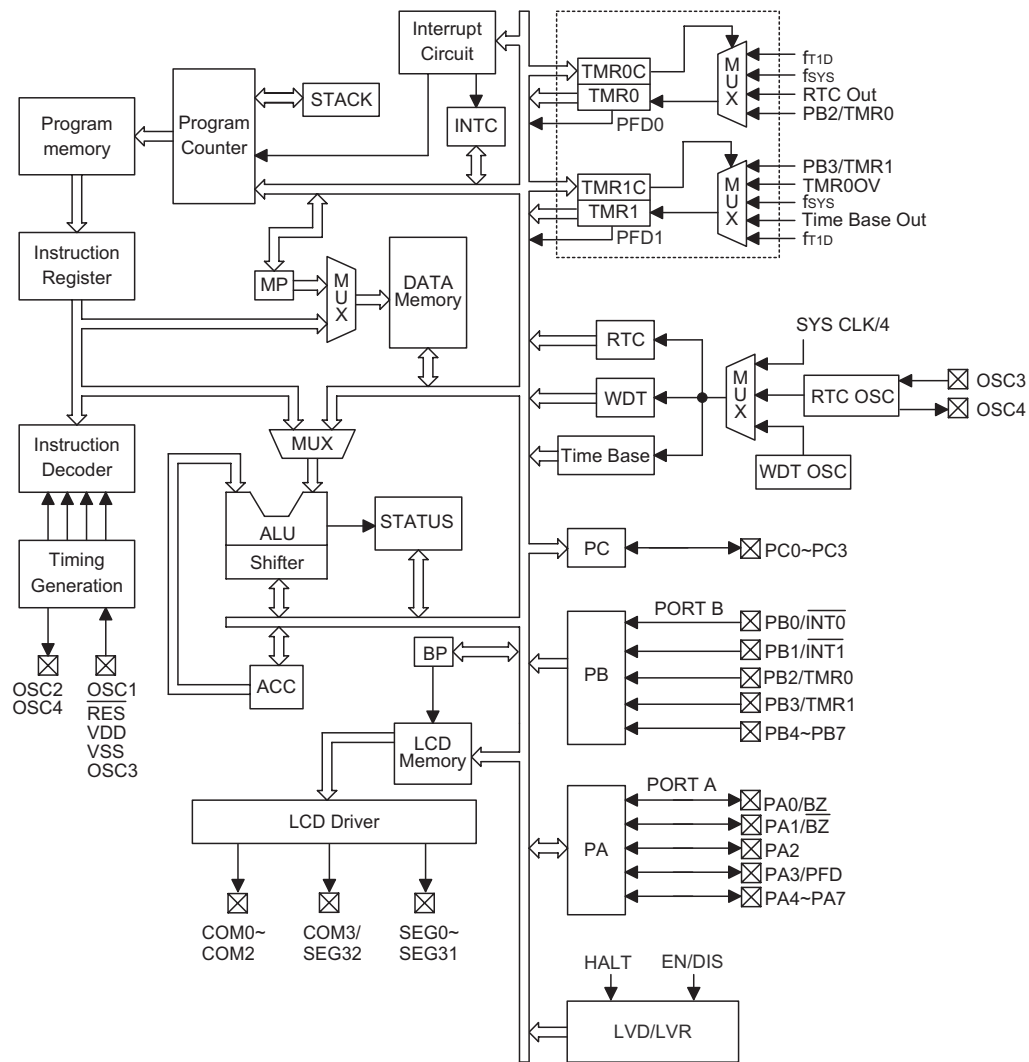 Interrupt
Circuit
STACK
INTC
Program
memory
Program
Counter
Instruction
Register
MP
MUX
DATA
Memory
Instruction
Decoder
MUX
ALU
Shifter
STATUS
Timing
Generation
OSC2
OSC4
OSC1
RES
VDD
VSS
OSC3
ACC
BP
LCD
Memory
LCD Driver
COM0~
COM2
COM3/
SEG32
SEG0~
SEG31
TMR0C
TMR0
PFD0
MUX
fT1D
fSYS
RTC Out
PB2/TMR0
TMR1C
TMR1
PFD1
MUX
PB3/TMR1
TMR0OV
fSYS
Time Base Out
fT1D
RTC
WDT
Time Base
MUX
SYS CLK/4
RTC OSC
WDT OSC
OSC3
OSC4
PC
PC0~PC3
PORT B
PB
PB0/INT0
PB1/INT1
PB2/TMR0
PB3/TMR1
PB4~PB7
PORT A
PA
PA0/BZ
PA1/BZ
PA2
PA3/PFD
PA4~PA7
HALT
EN/DIS
LVD/LVR